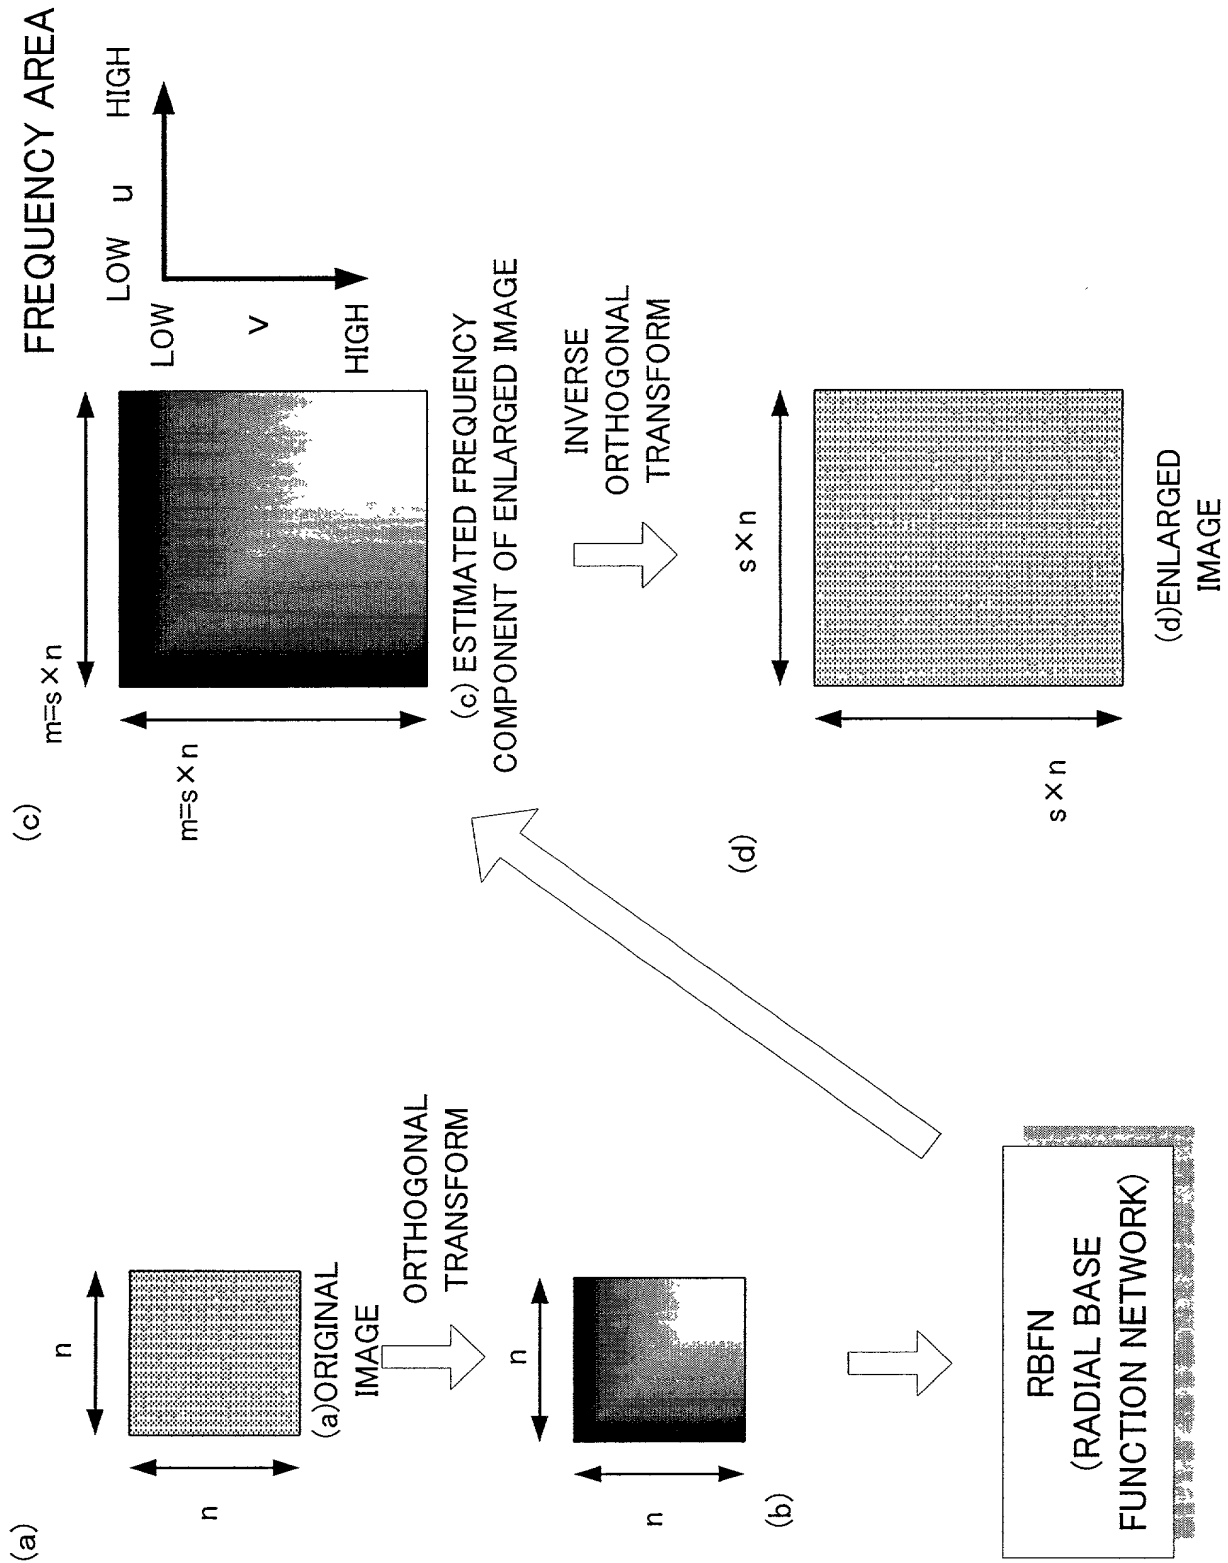 (a)
n
n
(a)ORIGINAL
IMAGE
ORTHOGONAL
TRANSFORM
n
n
(b)
RBFN
(RADIAL BASE
FUNCTION NETWORK)
(c)
m=s×n
m=s×n
FREQUENCY AREA
LOW u HIGH
LOW
v
HIGH
(c) ESTIMATED FREQUENCY
COMPONENT OF ENLARGED IMAGE
INVERSE
ORTHOGONAL
TRANSFORM
(d)
s×n
s×n
(d)ENLARGED
IMAGE